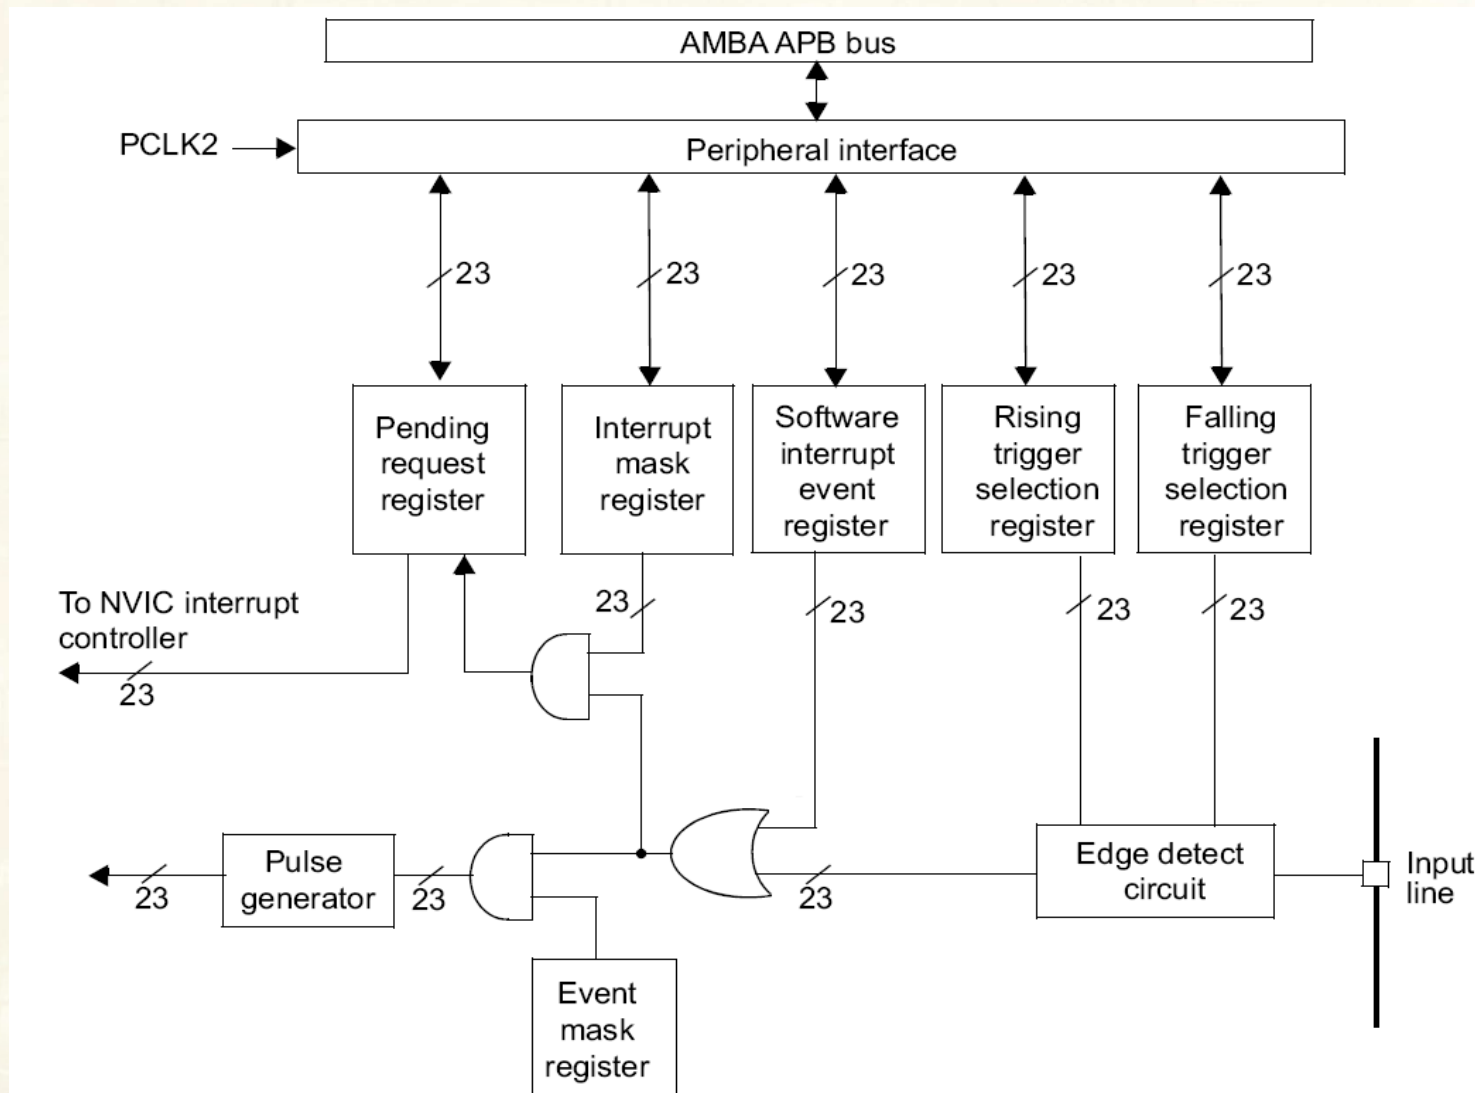 AMBA APB bus
PCLK2
Peripheral interface
23
23
23
23
23
Pending
request
register
Interrupt
mask
register
Software
interrupt
event
register
Rising
trigger
selection
register
Falling
trigger
selection
register
To NVIC interrupt
controller
23
23
23
23
23
Pulse
generator
23
23
23
Edge detect
circuit
Input
line
Event
mask
register